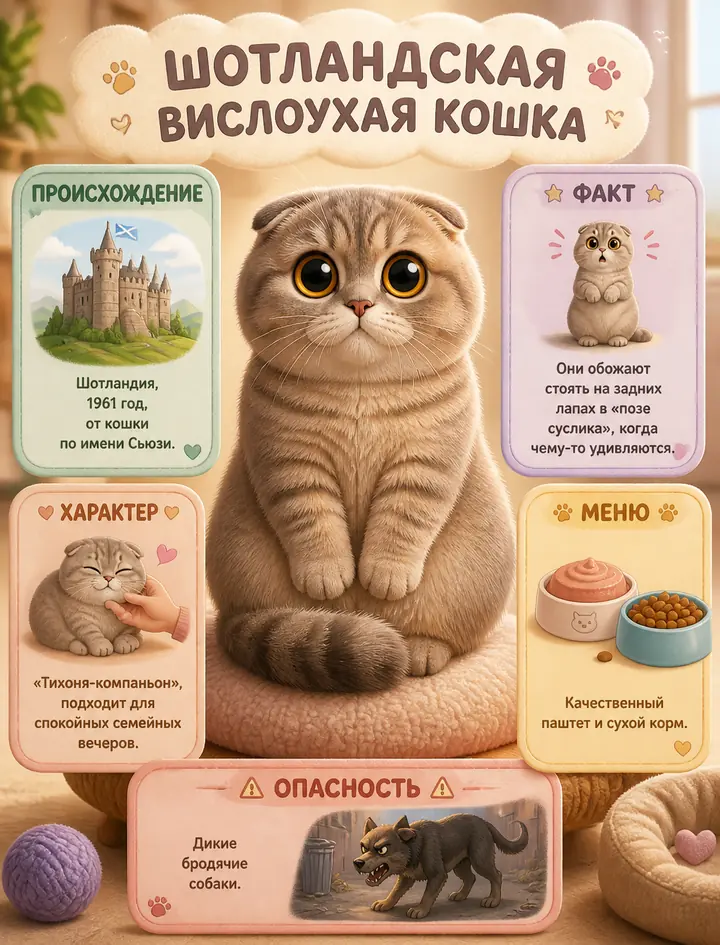 ШОТЛАНДСКАЯ
ВИСЛОУХАЯ КОШКА
ПРОИСХОЖДЕНИЕ
Шотландия,
1961 год,
от кошки
по имени Сьюзи.
ФАКТ
Они обожают
стоять на задних
лапах в «позе
суслика», когда
чему-то удивляются.
ХАРАКТЕР
«Тихоня-компаньон»,
подходит для
спокойных семейных
вечеров.
МЕНЮ
Качественный
паштет и сухой корм.
ОПАСНОСТЬ
Дикие
бродячие
собаки.